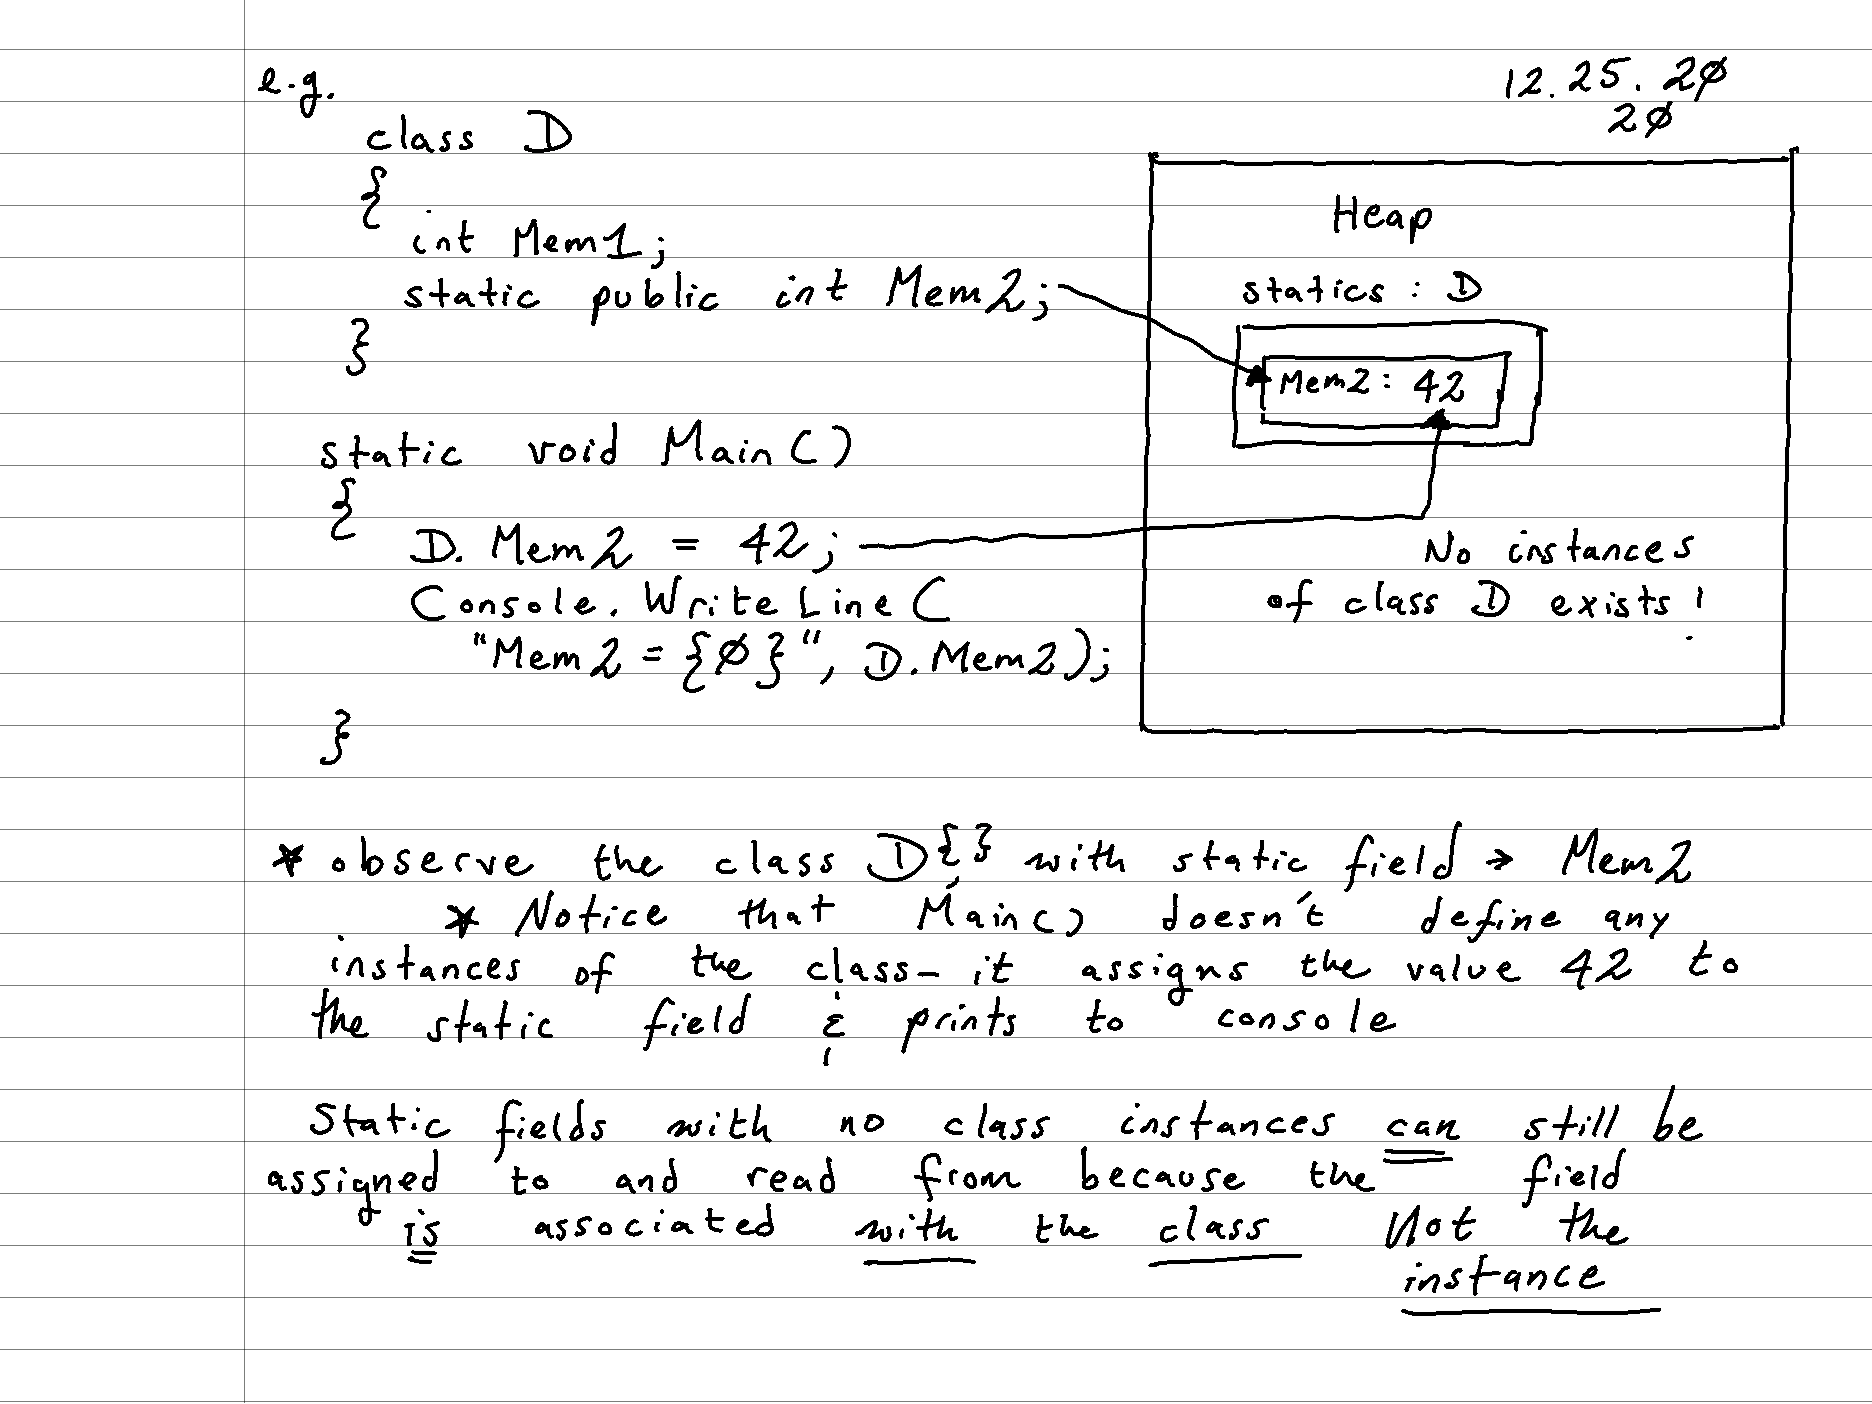 e.g.
12.25.2∅
2∅
class D
{
int Mem1;
static public int Mem2;
}
Heap
statics : D
Mem2: 42
No instances
of class D exists!
static void Main()
{
D. Mem2 = 42;
Console. WriteLine(
"Mem2 = {∅}", D.Mem2);
}
* observe the class D{} with static field → Mem2
* Notice that Main() doesn't define any
instances of the class – it assigns the value 42 to
the static field & prints to console
Static fields with no class instances can still be
assigned to and read from because the field
is associated with the class Not the
instance